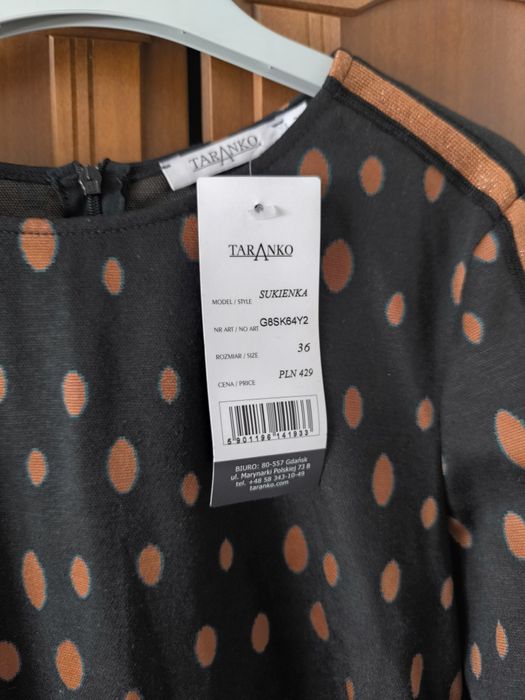 TARANKO
TARANKO
MODEL / STYLE SUKIENKA
NR ART / NO ART G8SK64Y2
ROZMIAR / SIZE 36
CENA / PRICE PLN 429
5 901198 141933
BIURO: 80-557 Gdańsk
ul. Marynarki Polskiej 73 B
tel. +48 58 343-10-49
taranko.com